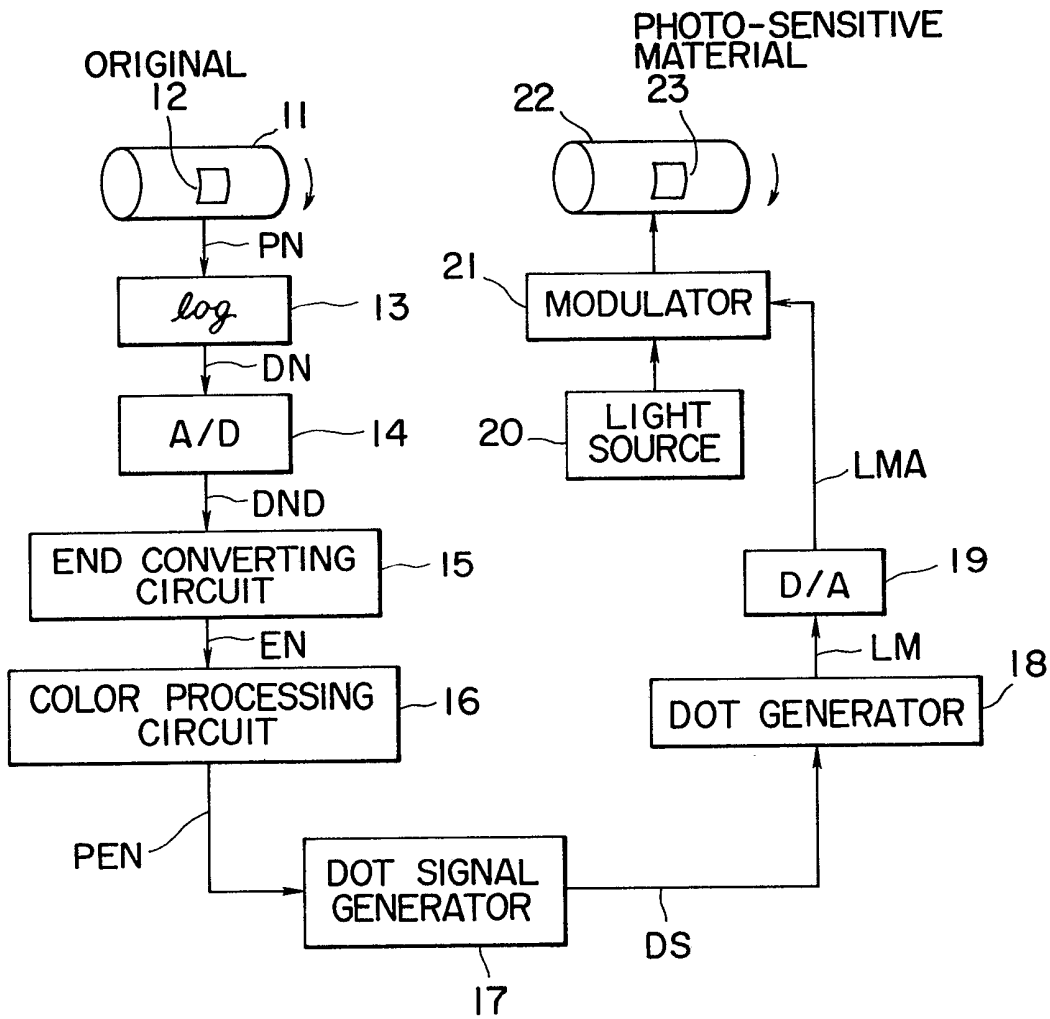 ORIGINAL
12
11
PN
log
13
DN
A/D
14
DND
END CONVERTING
CIRCUIT
15
EN
COLOR PROCESSING
CIRCUIT
16
PEN
DOT SIGNAL
GENERATOR
17
DS
PHOTO-SENSITIVE
MATERIAL
23
22
21
MODULATOR
20
LIGHT
SOURCE
LMA
D/A
19
LM
DOT GENERATOR
18